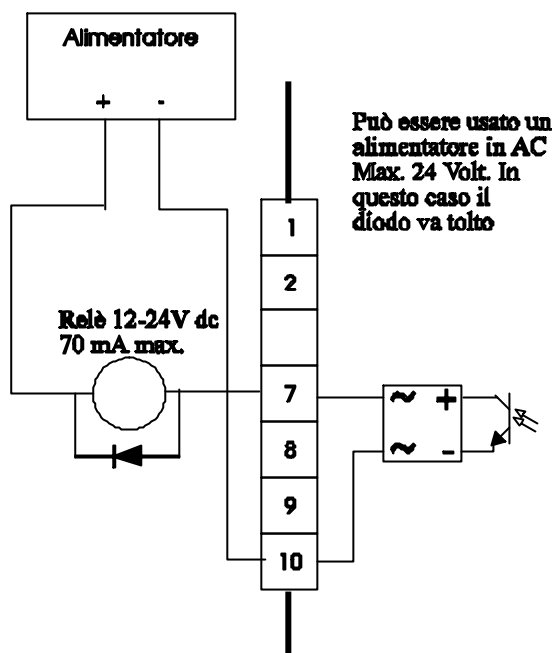 Alimentatore
+ -
Può essere usato un
alimentatore in AC
Max. 24 Volt. In
questo caso il
diodo va tolto
1
2
Relè 12-24V dc
70 mA max.
7
8
9
10
~ +
~ -